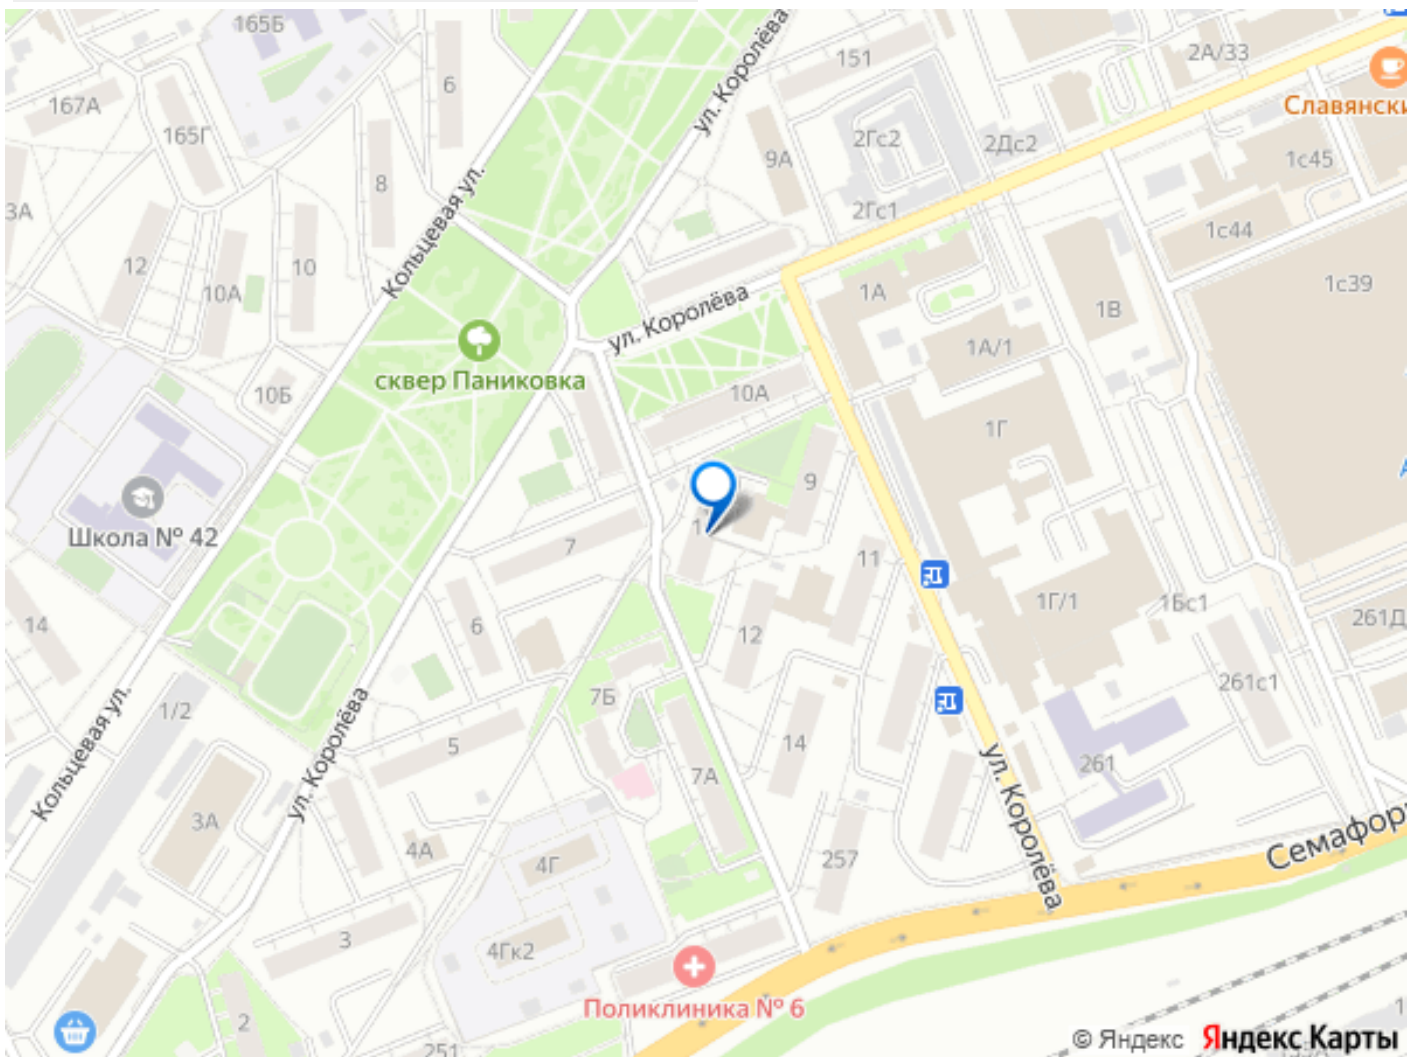 165Б
ул. Королёва
2А/33
151
6
167А
Славянски
165Г
2Гс2
2Дс2
9А
1с45
8
3А
Кольцевая ул.
2Гс1
1с44
12
10
10А
1с39
1А
ул. Королёва
1В
1А/1
сквер Паниковка
10Б
10А
1Г
9
Школа № 42
7
11
1Г/1
1Бс1
261Д
14
6
12
7Б
261с1
Кольцевая ул.
1/2
ул. Королёва
5
14
ул. Королёва
261
7А
3А
4А
4Г
257
Семафор
3
4Гк2
Поликлиника № 6
2
251
© Яндекс Яндекс Карты